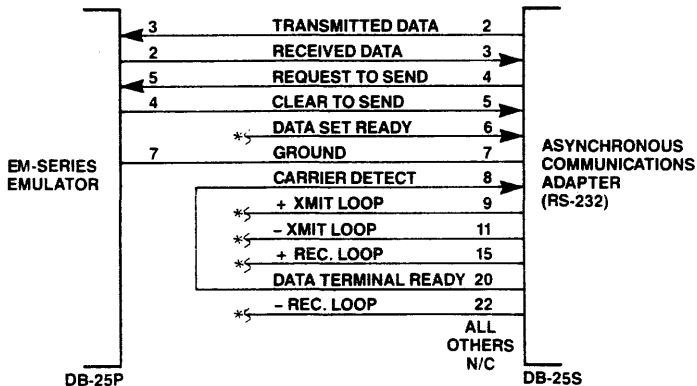 3 TRANSMITTED DATA 2
2 RECEIVED DATA 3
5 REQUEST TO SEND 4
4 CLEAR TO SEND 5
* DATA SET READY 6
7 GROUND 7
CARRIER DETECT 8
* + XMIT LOOP 9
* – XMIT LOOP 11
* + REC. LOOP 15
DATA TERMINAL READY 20
* – REC. LOOP 22
ALL
OTHERS
N/C
EM-SERIES
EMULATOR
ASYNCHRONOUS
COMMUNICATIONS
ADAPTER
(RS-232)
DB-25P
DB-25S